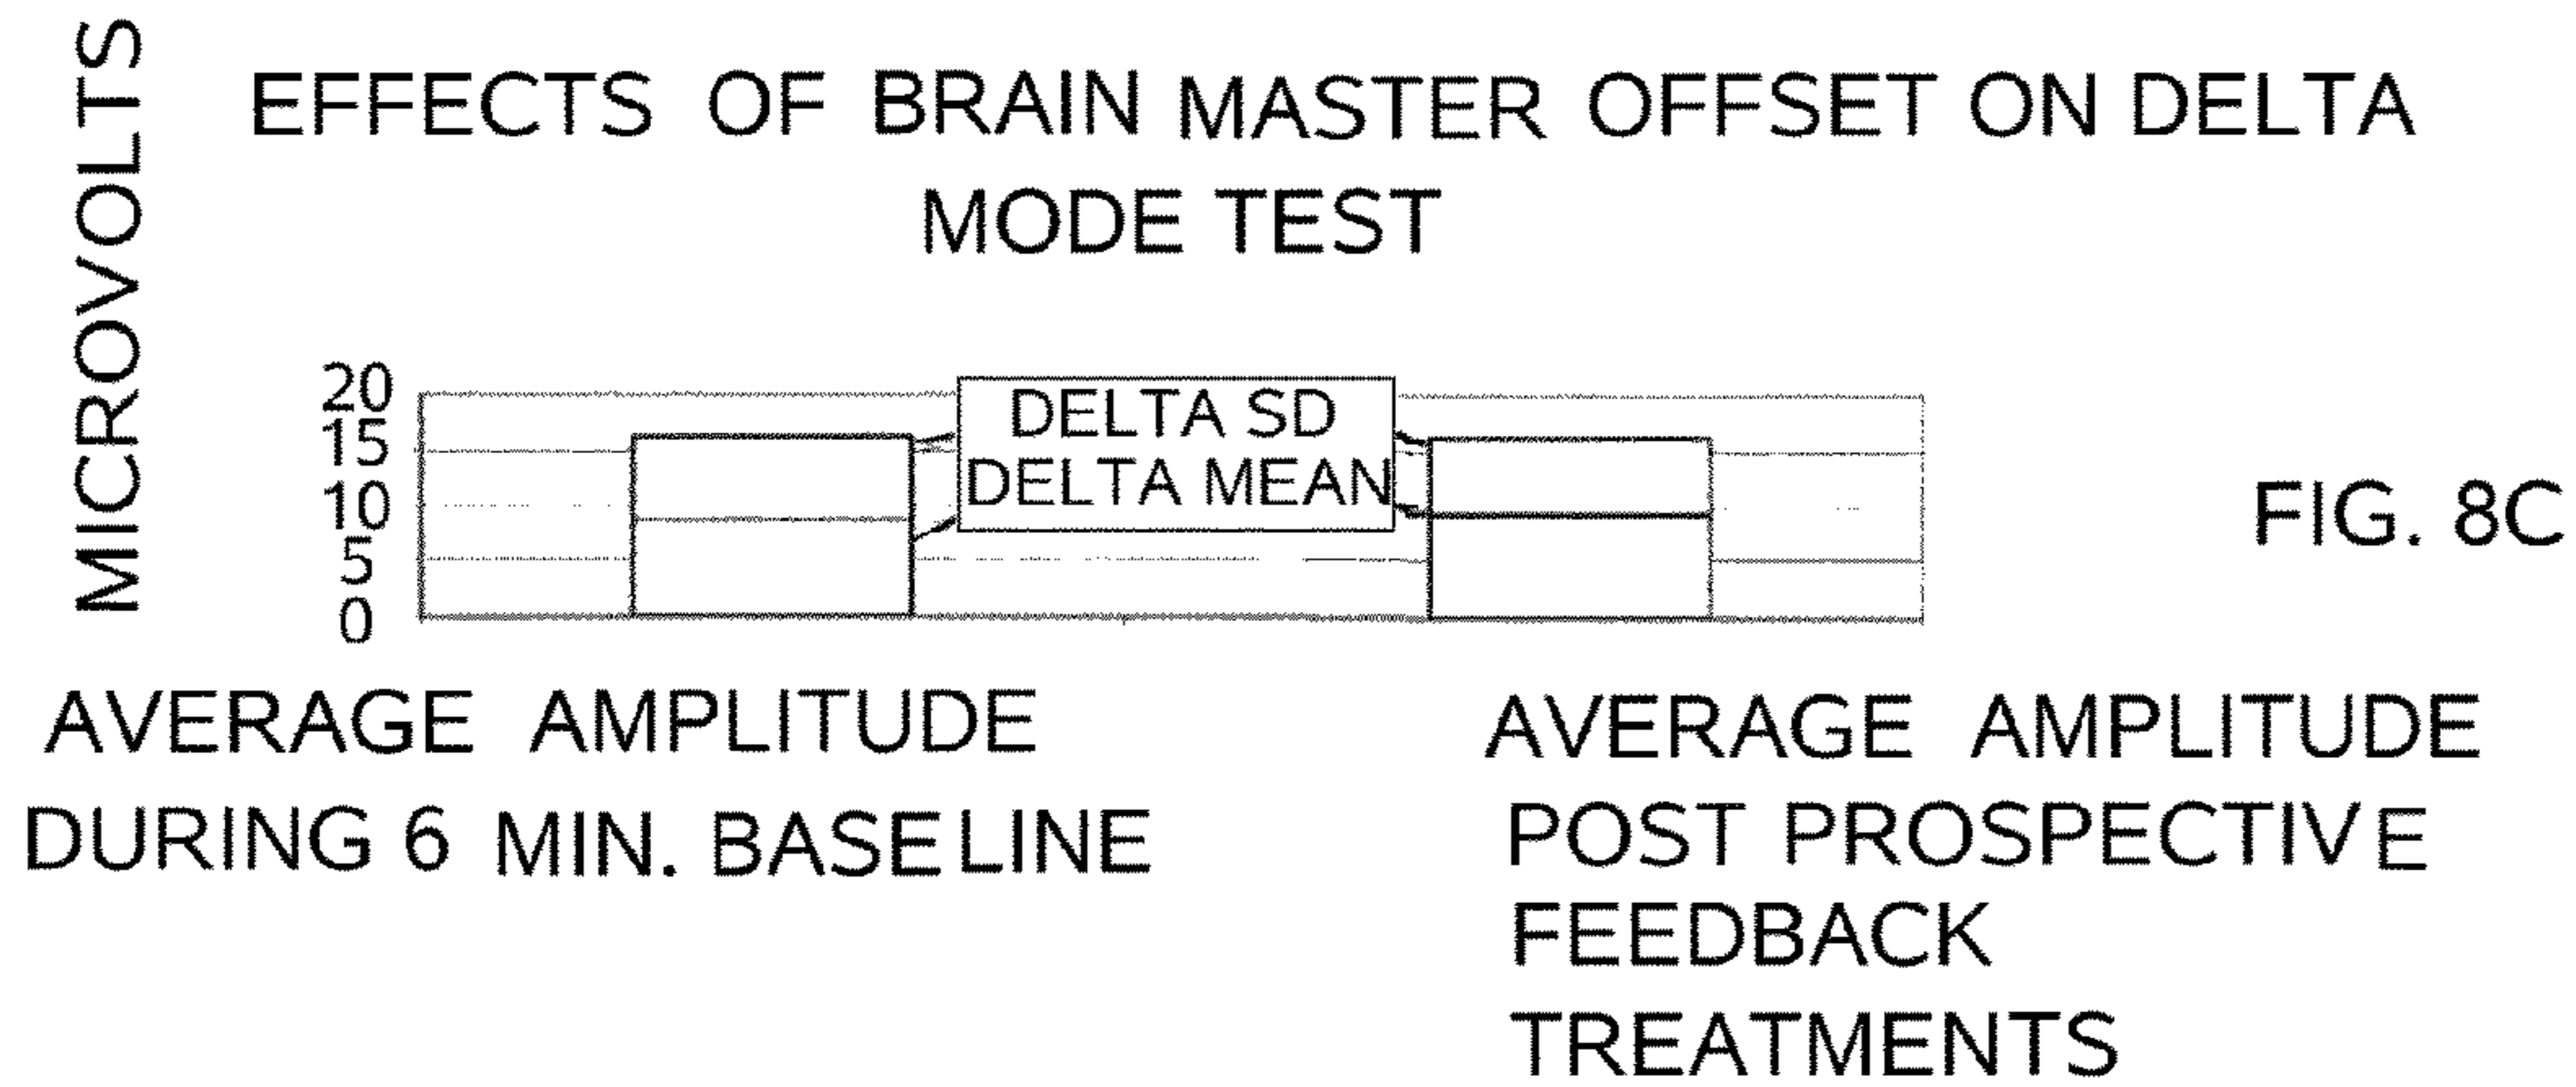 MICROVOLTS
EFFECTS OF BRAIN MASTER OFFSET ON DELTA
MODE TEST
20
15
10
5
0
DELTA SD
DELTA MEAN
FIG. 8C
AVERAGE AMPLITUDE
DURING 6 MIN. BASELINE
AVERAGE AMPLITUDE
POST PROSPECTIVE
FEEDBACK
TREATMENTS